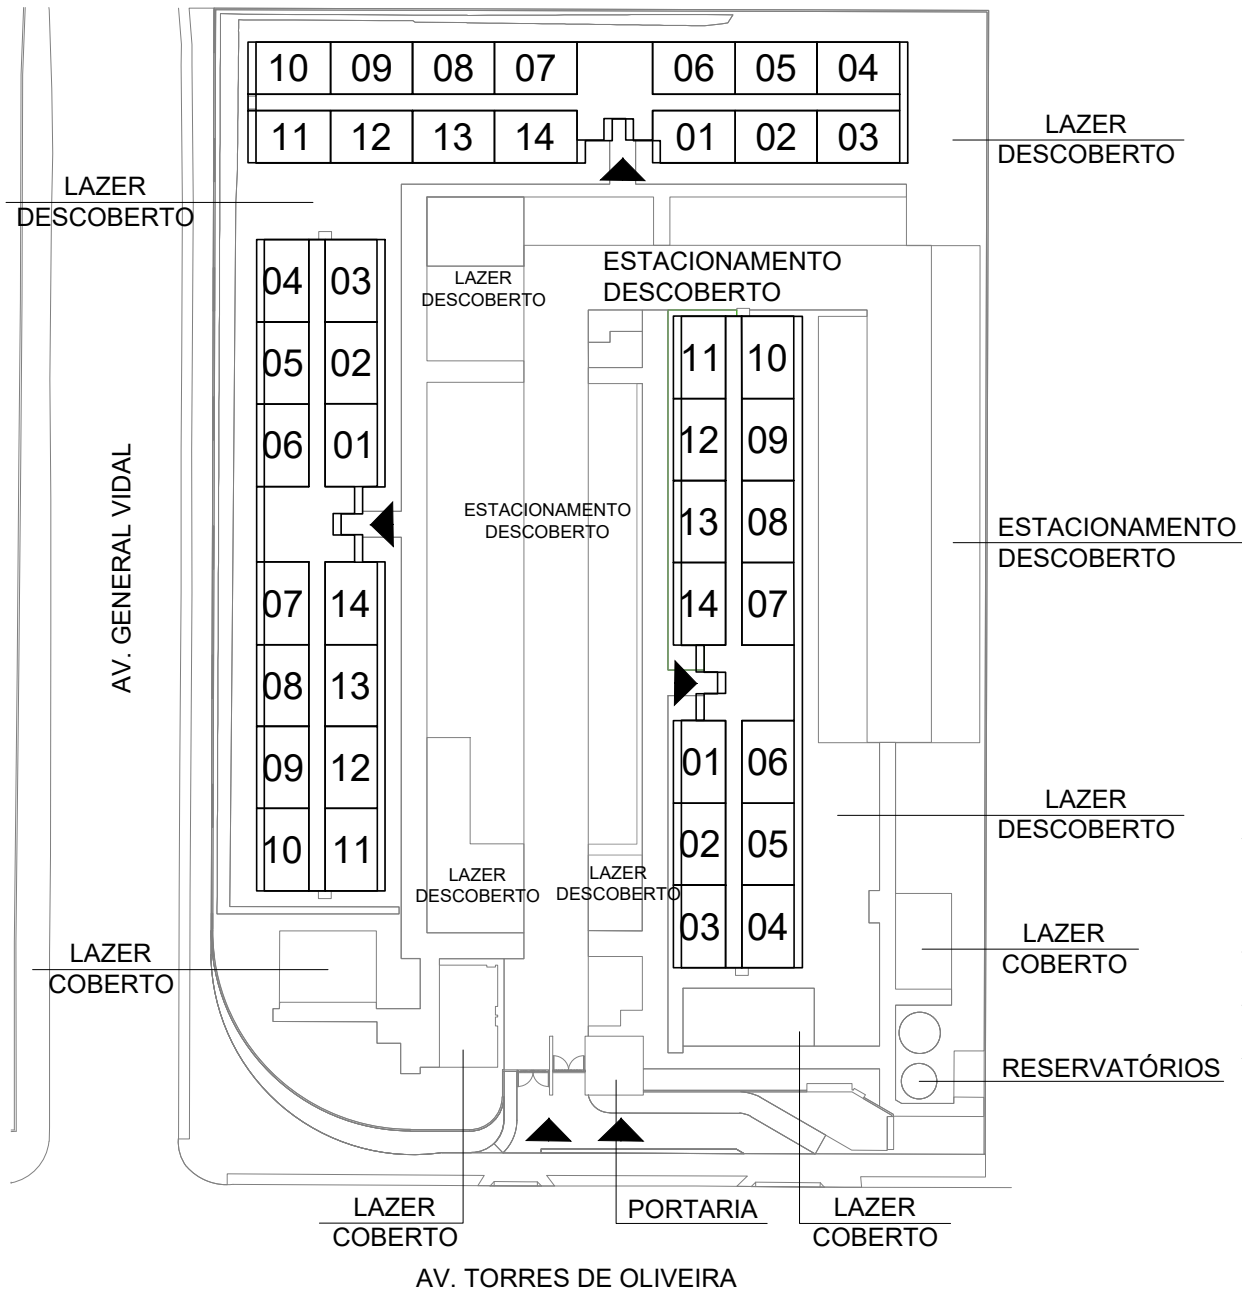 10 09 08 07 06 05 04
11 12 13 14 01 02 03
LAZER
DESCOBERTO
LAZER
DESCOBERTO
04 03
05 02
06 01
07 14
08 13
09 12
10 11
LAZER
DESCOBERTO
ESTACIONAMENTO
DESCOBERTO
11 10
12 09
13 08
14 07
01 06
02 05
03 04
AV. GENERAL VIDAL
ESTACIONAMENTO
DESCOBERTO
ESTACIONAMENTO
DESCOBERTO
LAZER
DESCOBERTO
LAZER
DESCOBERTO
LAZER
DESCOBERTO
LAZER
COBERTO
LAZER
COBERTO
RESERVATÓRIOS
LAZER
COBERTO
PORTARIA
LAZER
COBERTO
AV. TORRES DE OLIVEIRA